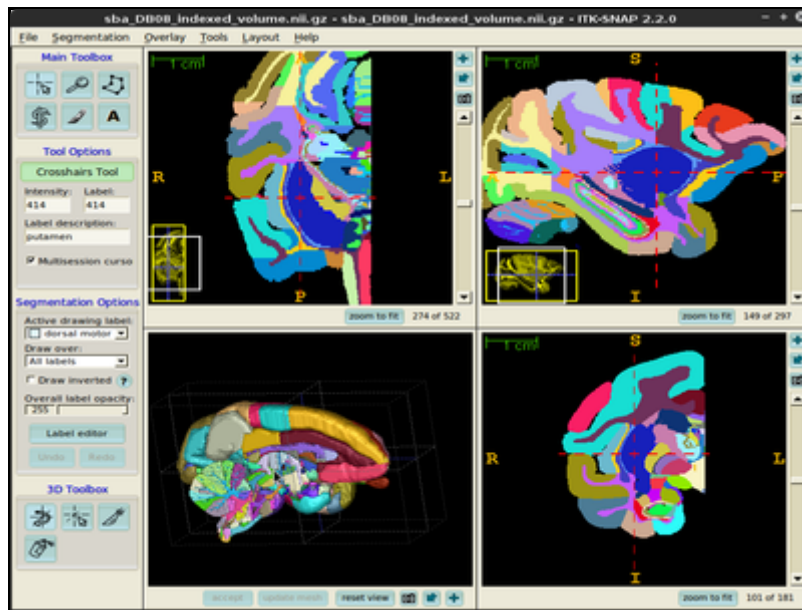 sba_DB08_indexed_volume.nii.gz - sba_DB08_indexed_volume.nii.gz - ITK-SNAP 2.2.0
File Segmentation Overlay Tools Layout Help
Main Toolbox
A
Tool Options
Crosshairs Tool
Intensity: Label:
414 414
Label description:
putamen
Multisession curso
Segmentation Options
Active drawing label:
dorsal motor
Draw over:
All labels
Draw inverted ?
Overall label opacity:
255
Label editor
Undo Redo
3D Toolbox
1 cm
R
L
P
zoom to fit 274 of 522
1 cm
S
P
I
zoom to fit 149 of 297
accept update mesh reset view
1 cm
S
R
L
I
zoom to fit 101 of 181